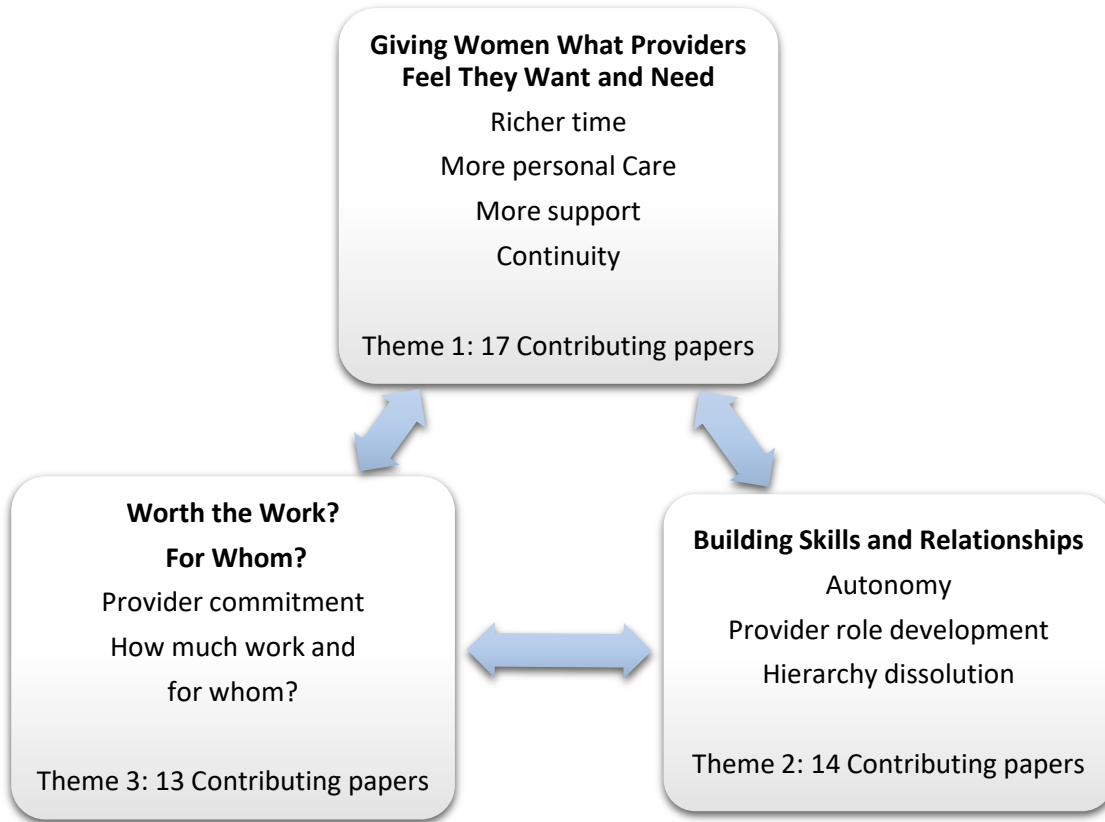 Giving Women What Providers
Feel They Want and Need
Richer time
More personal Care
More support
Continuity
Theme 1: 17 Contributing papers
Worth the Work?
For Whom?
Provider commitment
How much work and
for whom?
Theme 3: 13 Contributing papers
Building Skills and Relationships
Autonomy
Provider role development
Hierarchy dissolution
Theme 2: 14 Contributing papers